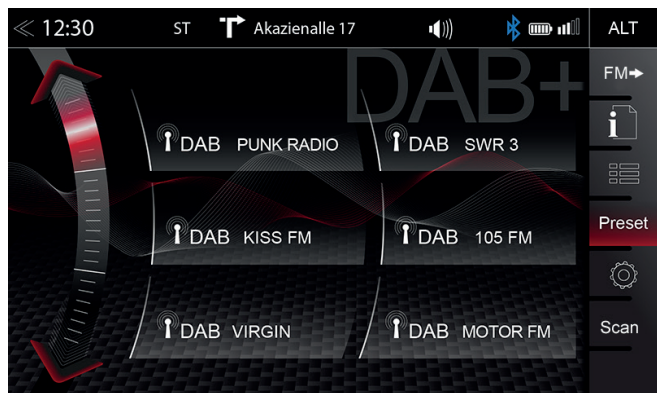 12:30 ST Akazienalle 17 ALT
DAB+
FM
i
DAB PUNK RADIO DAB SWR 3
DAB KISS FM DAB 105 FM
Preset
DAB VIRGIN DAB MOTOR FM
Scan